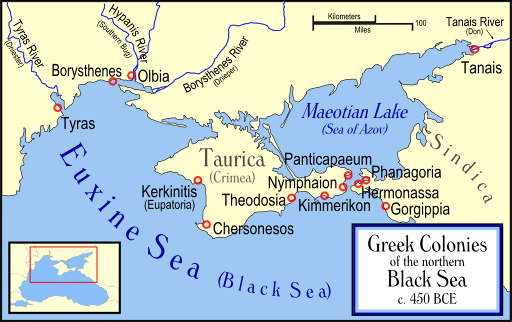 Tyras River
(Dniester)
Hypanis River
(Southern Bug)
Borysthenes River
(Dnieper)
Kilometers
100
Miles
Tanais River
(Don)
Borysthenes
Olbia
Tanais
Tyras
Maeotian Lake
(Sea of Azov)
Sindica
Taurica
(Crimea)
Panticapaeum
Phanagoria
Nymphaion
Hermonassa
Kerkinitis
(Eupatoria)
Theodosia
Kimmerikon
Gorgippia
Chersonesos
Euxine Sea
(Black Sea)
Greek Colonies
of the northern
Black Sea
c. 450 BCE